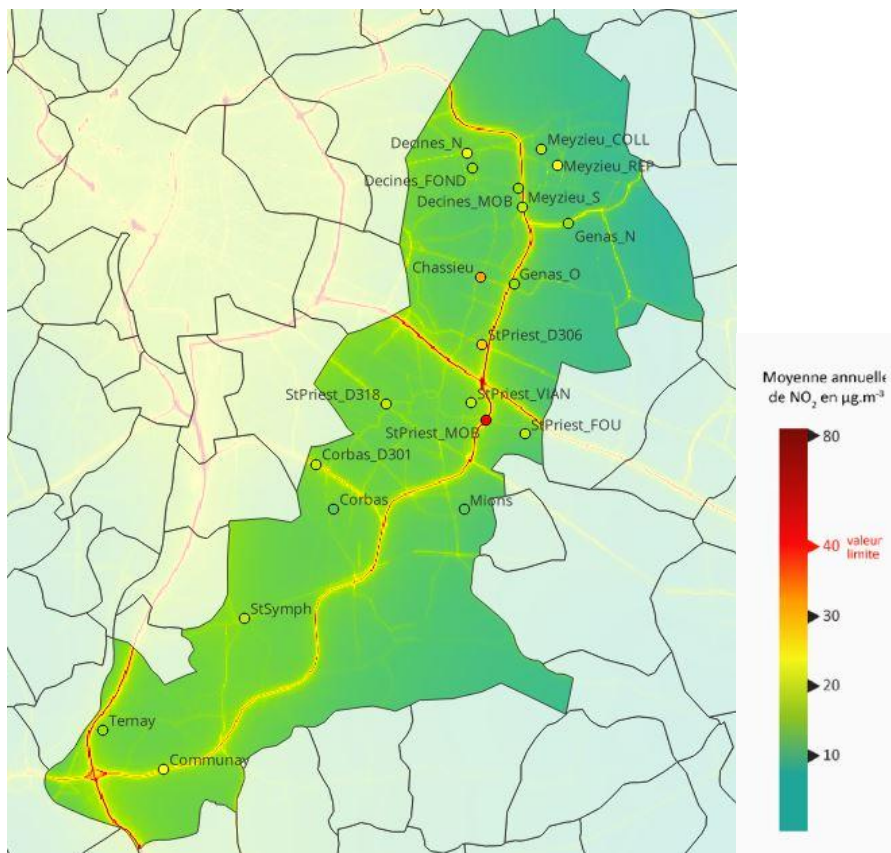 Decines_N
Meyzieu_COLL
Meyzieu_REP
Decines_FOND
Meyzieu_S
Decines_MOB
Genas_N
Chassieu
Genas_O
StPriest_D306
StPriest_D318
StPriest_VIAN
StPriest_MOB
StPriest_FOU
Corbas_D301
Corbas
Mions
StSymph
Ternay
Communay
Moyenne annuelle
de NO₂ en µg.m⁻³
80
40 valeur
limite
30
20
10